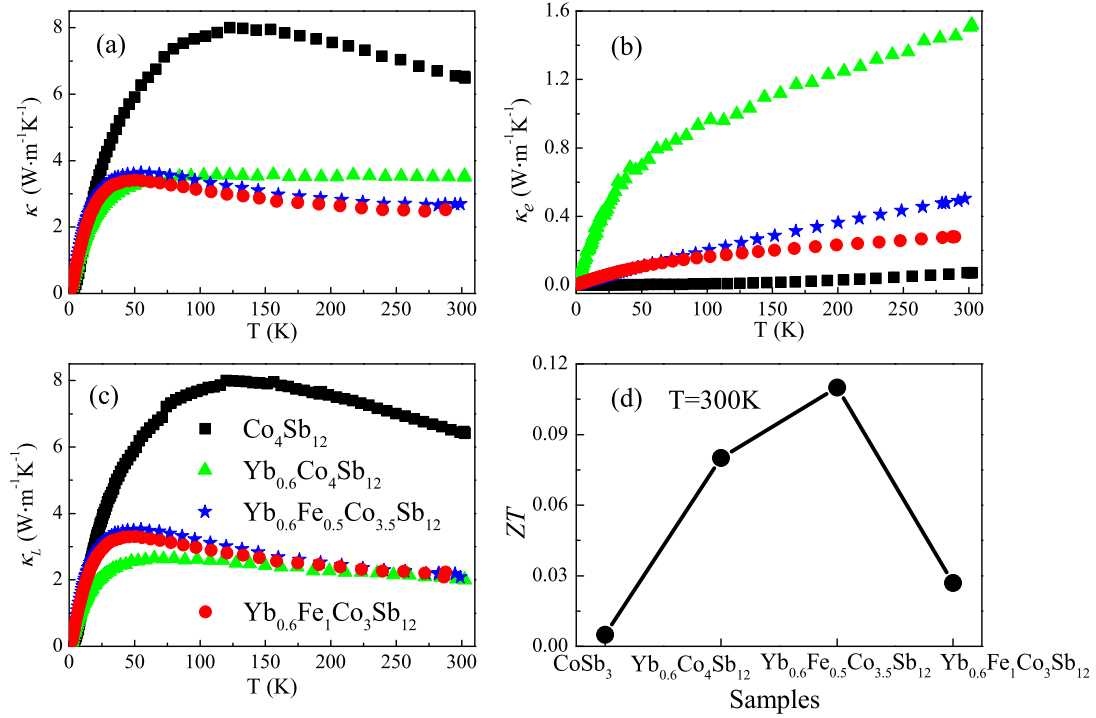 (a)
κ (W·m⁻¹K⁻¹)
8
6
4
2
0
0 50 100 150 200 250 300
T (K)
(b)
κₑ (W·m⁻¹K⁻¹)
1.6
1.2
0.8
0.4
0.0
0 50 100 150 200 250 300
T (K)
(c)
κ_L (W·m⁻¹K⁻¹)
8
6
4
2
0
Co₄Sb₁₂
Yb₀.₆Co₄Sb₁₂
Yb₀.₆Fe₀.₅Co₃.₅Sb₁₂
Yb₀.₆Fe₁Co₃Sb₁₂
0 50 100 150 200 250 300
T (K)
(d) T=300K
ZT
0.12
0.09
0.06
0.03
0.00
CoSb₃ Yb₀.₆Co₄Sb₁₂ Yb₀.₆Fe₀.₅Co₃.₅Sb₁₂ Yb₀.₆Fe₁Co₃Sb₁₂
Samples